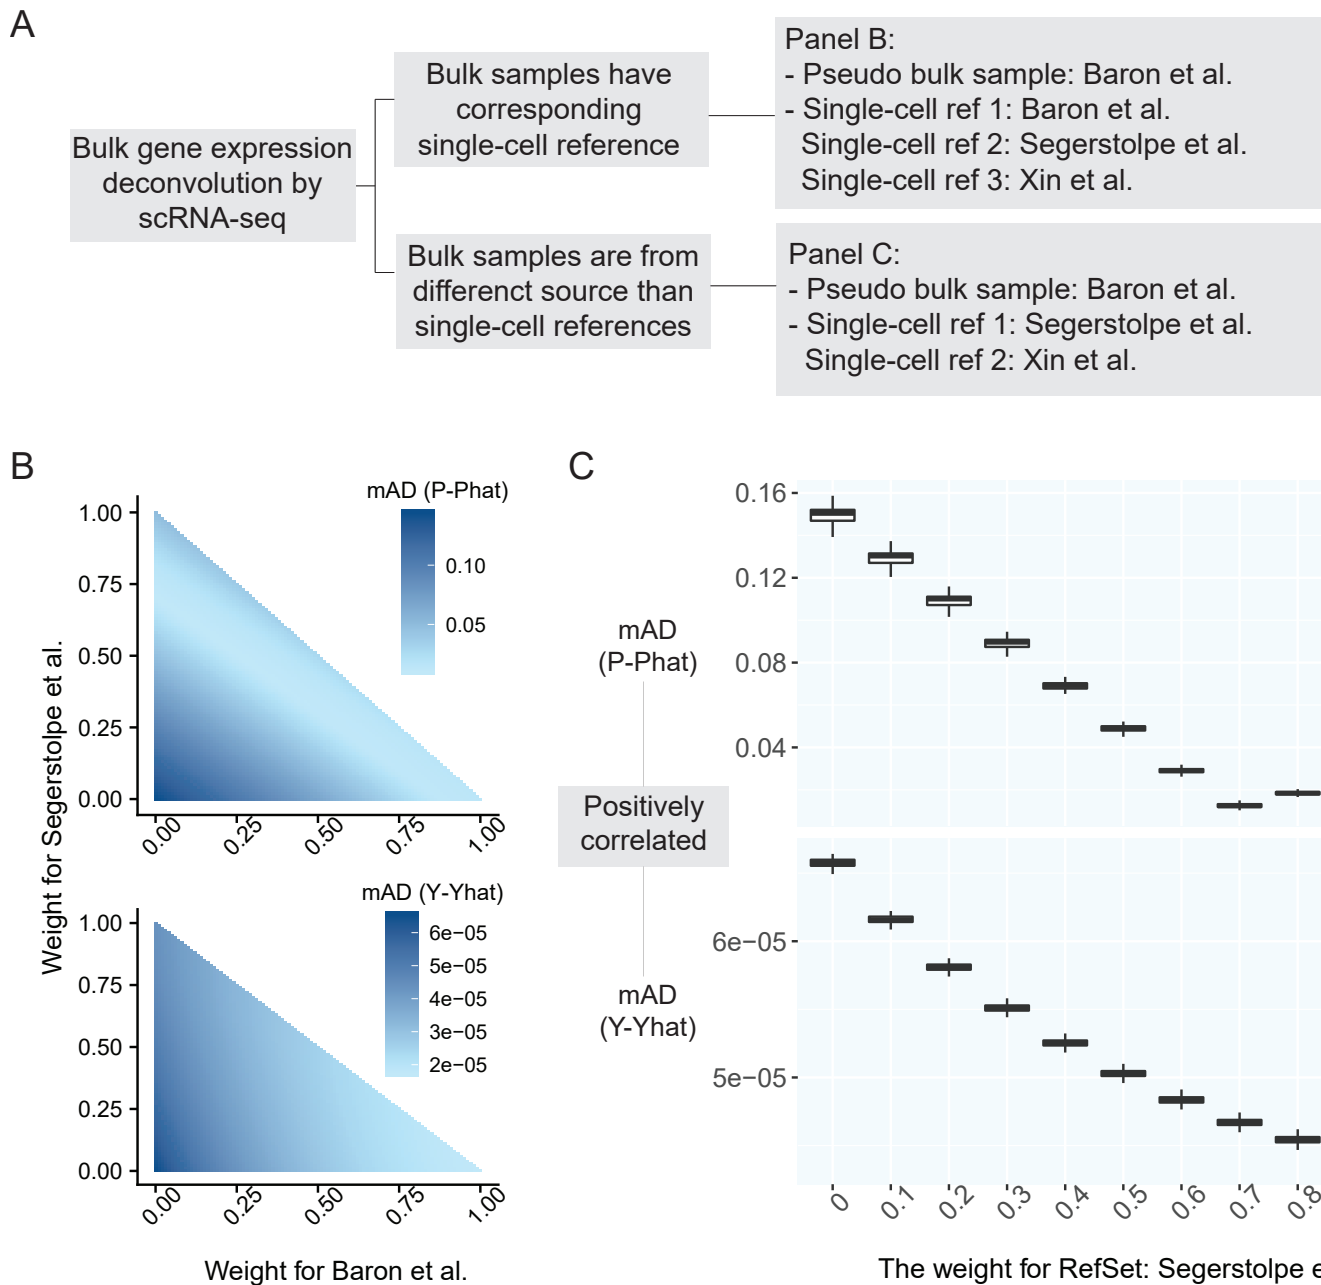 A
Bulk gene expression
deconvolution by
scRNA-seq
Bulk samples have
corresponding
single-cell reference
Bulk samples are from
differenct source than
single-cell references
Panel B:
- Pseudo bulk sample: Baron et al.
- Single-cell ref 1: Baron et al.
Single-cell ref 2: Segerstolpe et al.
Single-cell ref 3: Xin et al.
Panel C:
- Pseudo bulk sample: Baron et al.
- Single-cell ref 1: Segerstolpe et al.
Single-cell ref 2: Xin et al.
B
mAD (P-Phat)
0.10
0.05
1.00
0.75
0.50
0.25
0.00
0.00
0.25
0.50
0.75
1.00
Weight for Segerstolpe et al.
mAD (Y-Yhat)
6e−05
5e−05
4e−05
3e−05
2e−05
1.00
0.75
0.50
0.25
0.00
0.00
0.25
0.50
0.75
1.00
Weight for Baron et al.
C
mAD
(P-Phat)
Positively
correlated
mAD
(Y-Yhat)
0.16
0.12
0.08
0.04
6e−05
5e−05
0
0.1
0.2
0.3
0.4
0.5
0.6
0.7
0.8
The weight for RefSet: Segerstolpe e